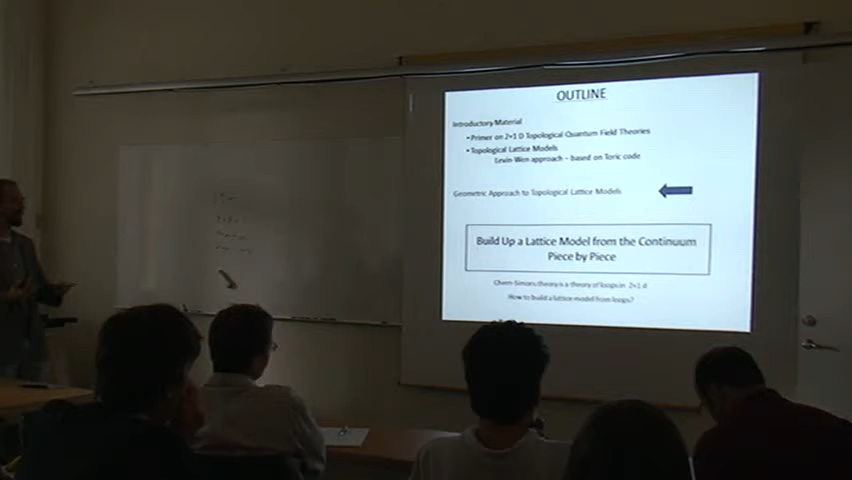 OUTLINE
Introductory Material
•Primer on 2+1 D Topological Quantum Field Theories
•Topological Lattice Models
Levin-Wen approach – based on Toric code
Geometric Approach to Topological Lattice Models
Build Up a Lattice Model from the Continuum
Piece by Piece
Chern-Simons theory is a theory of loops in 2+1 d
How to build a lattice model from loops?